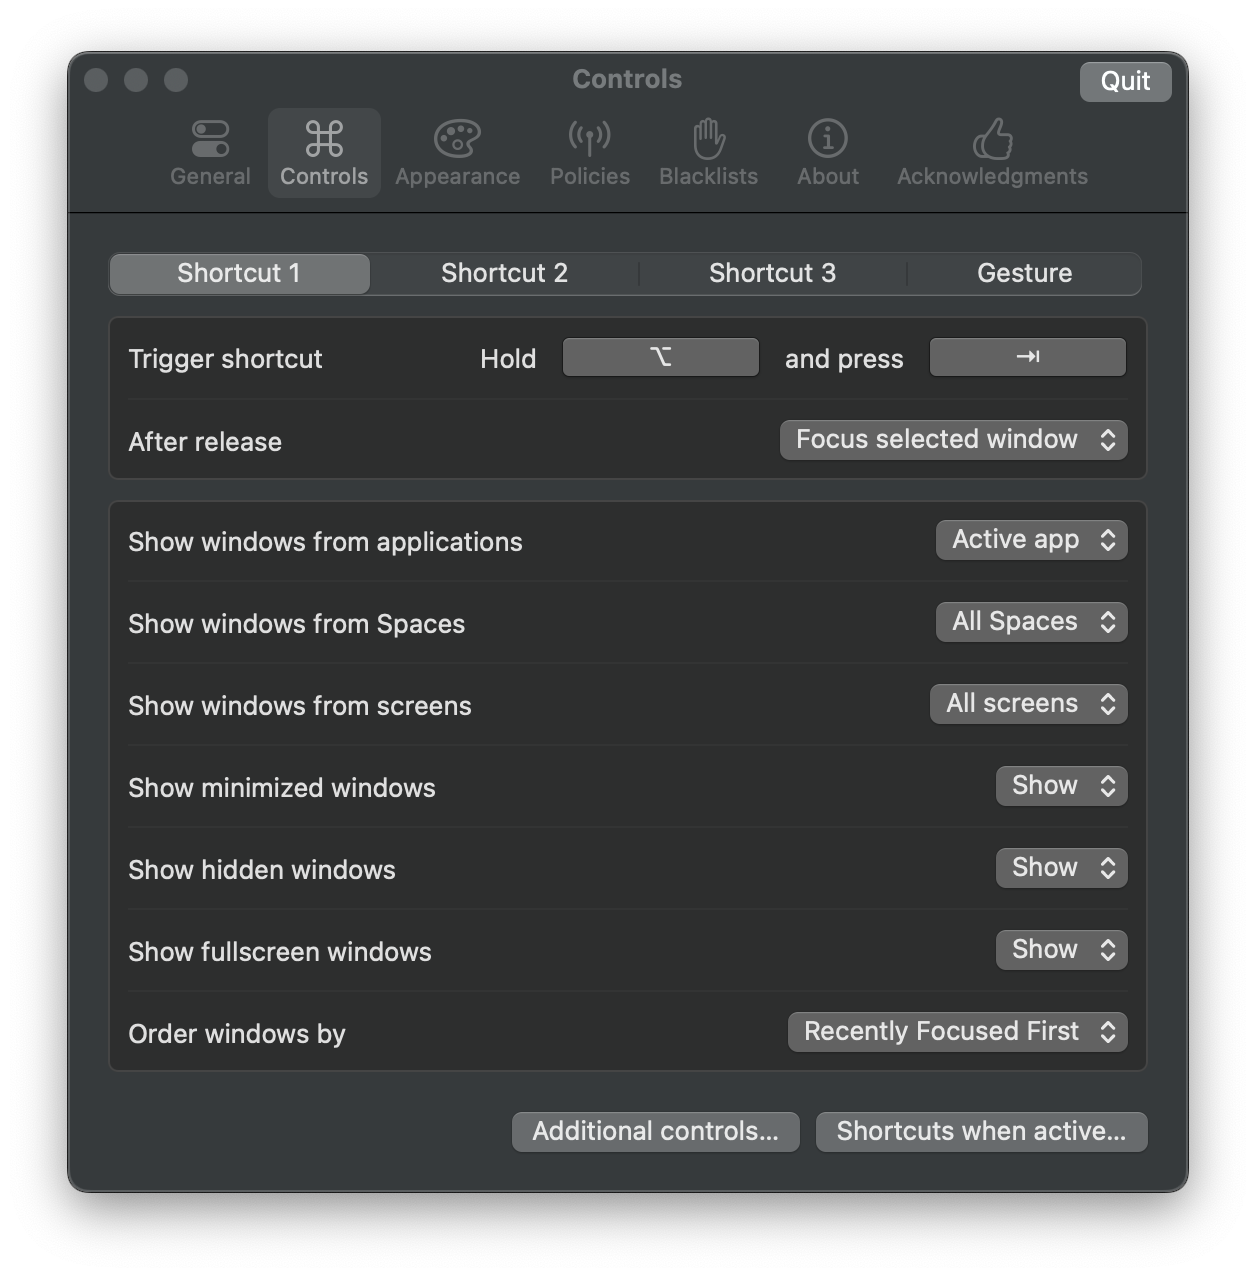 Controls
Quit
General Controls Appearance Policies Blacklists About Acknowledgments
Shortcut 1 Shortcut 2 Shortcut 3 Gesture
Trigger shortcut Hold ⌥ and press ⇥
After release Focus selected window
Show windows from applications Active app
Show windows from Spaces All Spaces
Show windows from screens All screens
Show minimized windows Show
Show hidden windows Show
Show fullscreen windows Show
Order windows by Recently Focused First
Additional controls... Shortcuts when active...